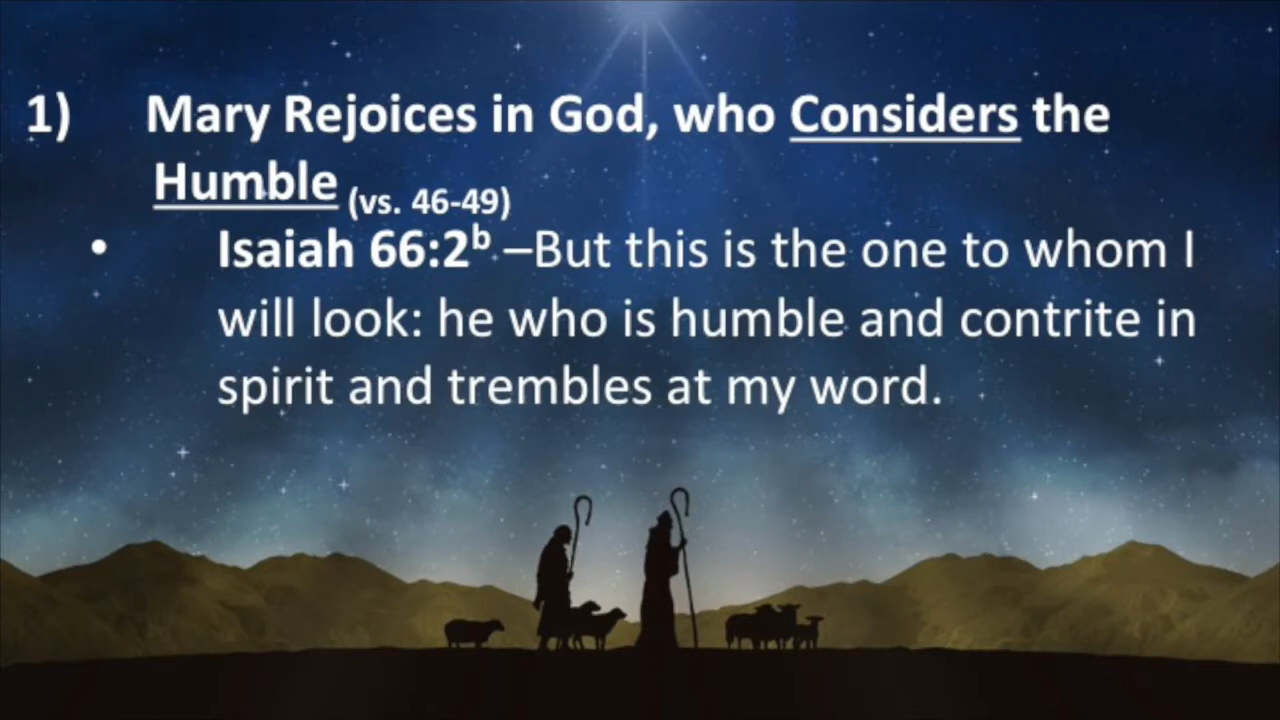 1) Mary Rejoices in God, who Considers the
Humble (vs. 46-49)
• Isaiah 66:2ᵇ –But this is the one to whom I
will look: he who is humble and contrite in
spirit and trembles at my word.